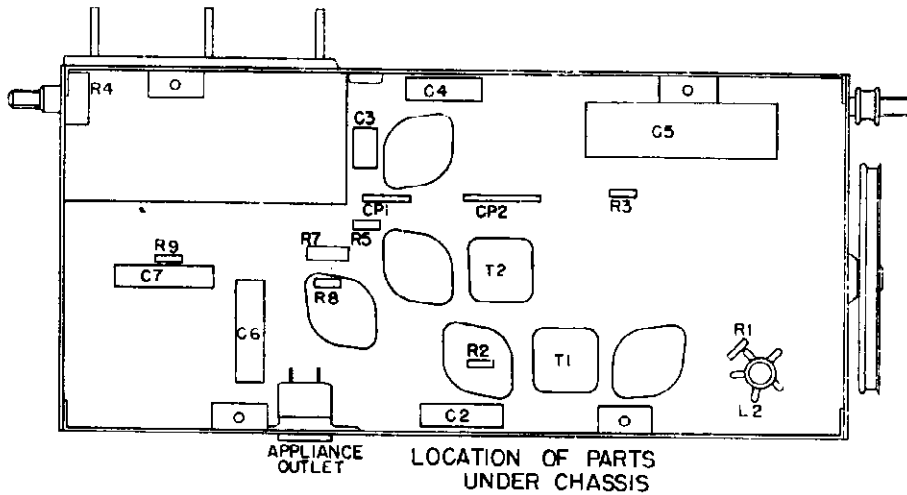 R4
C4
C3
C5
CP1
CP2
R3
R5
R7
R9
C7
T2
R8
C6
R1
R2
T1
L2
C2
APPLIANCE
OUTLET
LOCATION OF PARTS
UNDER CHASSIS